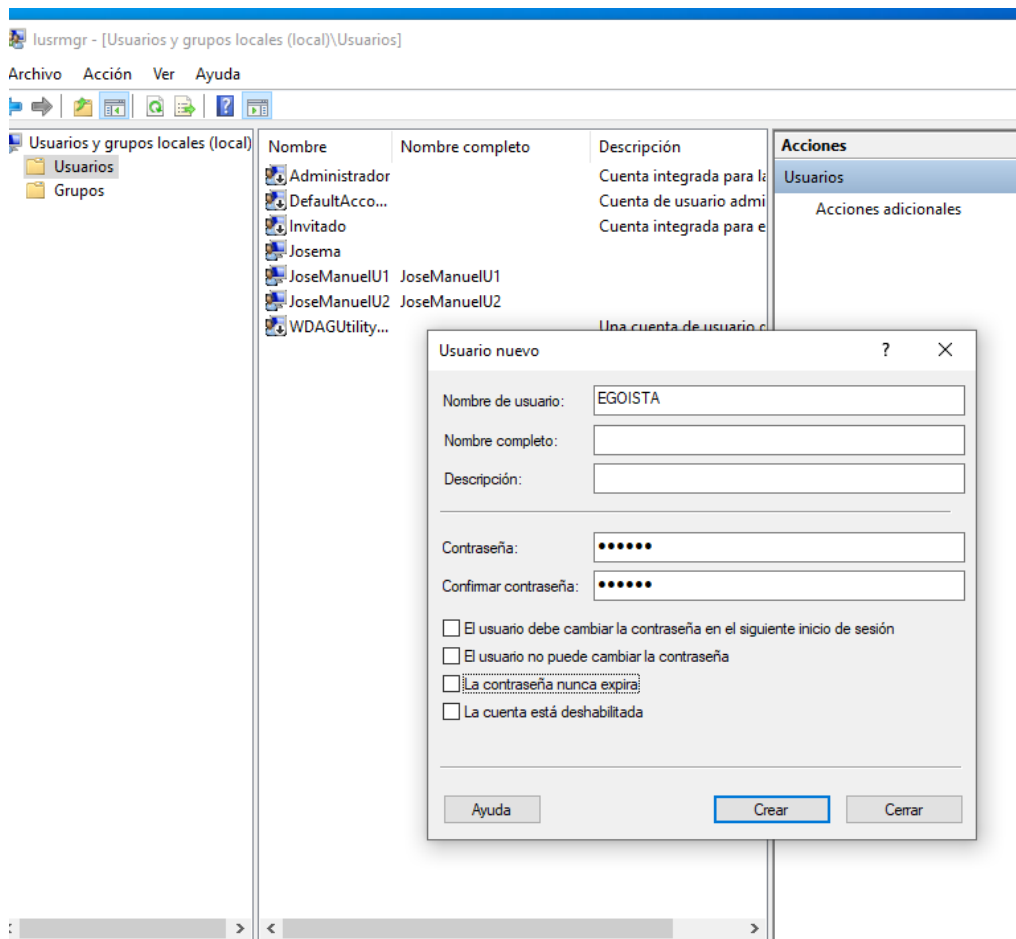 lusrmgr - [Usuarios y grupos locales (local)\Usuarios]
Archivo Acción Ver Ayuda
Usuarios y grupos locales (local)
Usuarios
Grupos
Nombre Nombre completo Descripción
Administrador Cuenta integrada para la
DefaultAcco... Cuenta de usuario admi
Invitado Cuenta integrada para e
Josema
JoseManuelU1 JoseManuelU1
JoseManuelU2 JoseManuelU2
WDAGUtility... Una cuenta de usuario
Acciones
Usuarios
Acciones adicionales
Usuario nuevo ? X
Nombre de usuario: EGOISTA
Nombre completo:
Descripción:
Contraseña: ••••••
Confirmar contraseña: ••••••
El usuario debe cambiar la contraseña en el siguiente inicio de sesión
El usuario no puede cambiar la contraseña
La contraseña nunca expira
La cuenta está deshabilitada
Ayuda Crear Cerrar